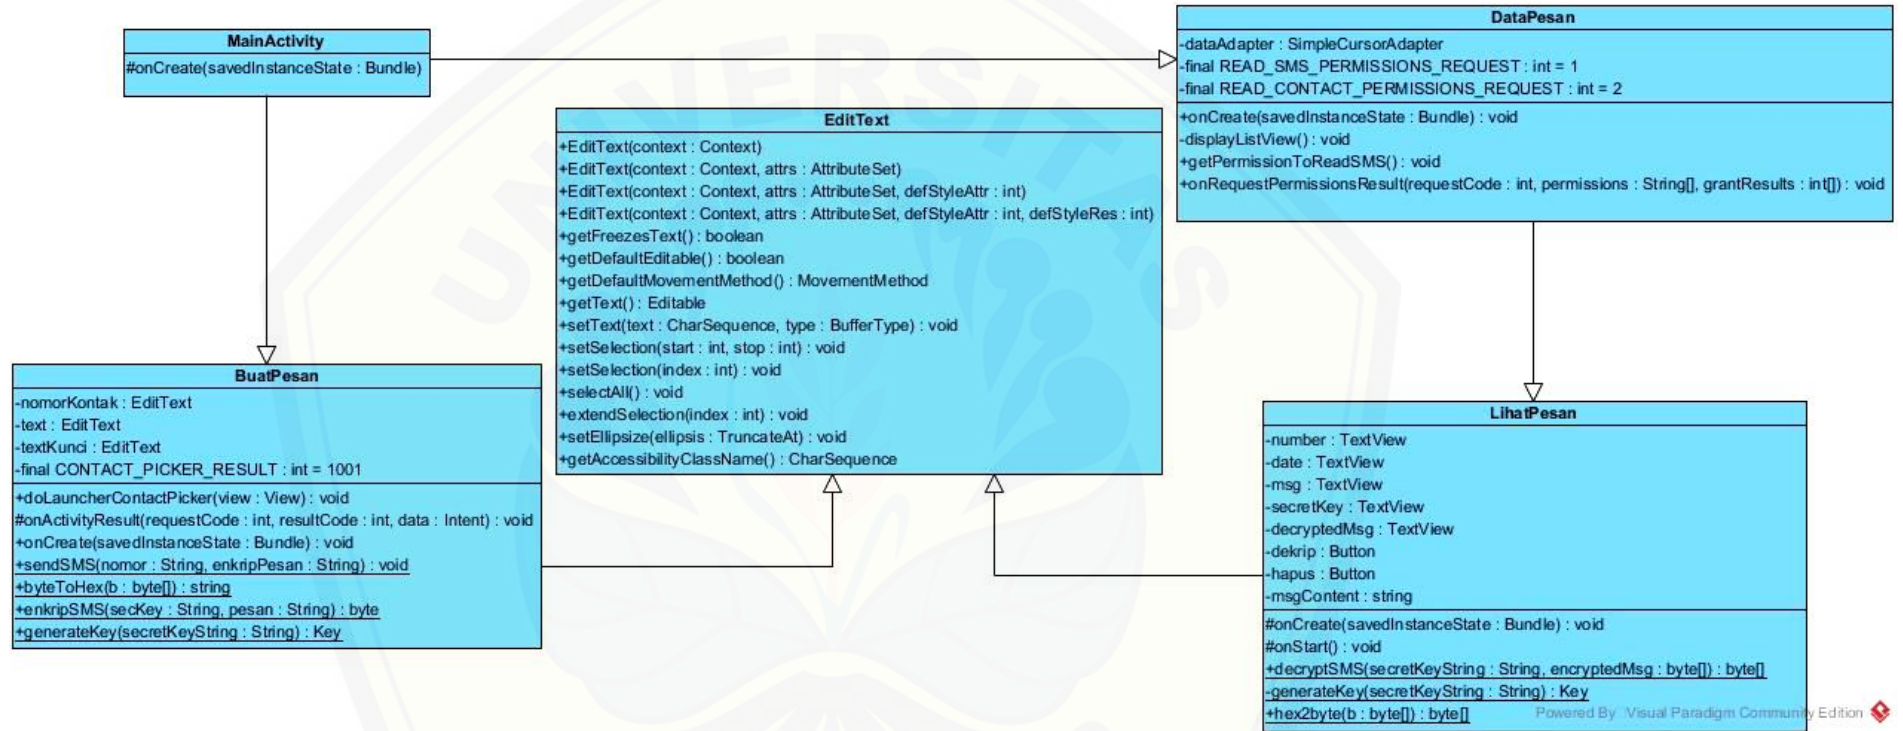 MainActivity
#onCreate(savedInstanceState : Bundle)
DataPesan
-dataAdapter : SimpleCursorAdapter
-final READ_SMS_PERMISSIONS_REQUEST : int = 1
-final READ_CONTACT_PERMISSIONS_REQUEST : int = 2
+onCreate(savedInstanceState : Bundle) : void
-displayListView() : void
+getPermissionToReadSMS() : void
+onRequestPermissionsResult(requestCode : int, permissions : String[], grantResults : int[]) : void
EditText
+EditText(context : Context)
+EditText(context : Context, attrs : AttributeSet)
+EditText(context : Context, attrs : AttributeSet, defStyleAttr : int)
+EditText(context : Context, attrs : AttributeSet, defStyleAttr : int, defStyleRes : int)
+getFreezesText() : boolean
+getDefaultEditable() : boolean
+getDefaultMovementMethod() : MovementMethod
+getText() : Editable
+setText(text : CharSequence, type : BufferType) : void
+setSelection(start : int, stop : int) : void
+setSelection(index : int) : void
+selectAll() : void
+extendSelection(index : int) : void
+setEllipsize(ellipsis : TruncateAt) : void
+getAccessibilityClassName() : CharSequence
BuatPesan
-nomorKontak : EditText
-text : EditText
-textKunci : EditText
-final CONTACT_PICKER_RESULT : int = 1001
+doLauncherContactPicker(view : View) : void
#onActivityResult(requestCode : int, resultCode : int, data : Intent) : void
+onCreate(savedInstanceState : Bundle) : void
+sendSMS(nomor : String, enkripPesan : String) : void
+byteToHex(b : byte[]) : string
+enkripSMS(secKey : String, pesan : String) : byte
+generateKey(secretKeyString : String) : Key
LihatPesan
-number : TextView
-date : TextView
-msg : TextView
-secretKey : TextView
-decryptedMsg : TextView
-dekrip : Button
-hapus : Button
-msgContent : string
#onCreate(savedInstanceState : Bundle) : void
#onStart() : void
+decryptSMS(secretKeyString : String, encryptedMsg : byte[]) : byte[]
-generateKey(secretKeyString : String) : Key
+hex2byte(b : byte[]) : byte[]
Powered By Visual Paradigm Community Edition
UNIVERSITAS